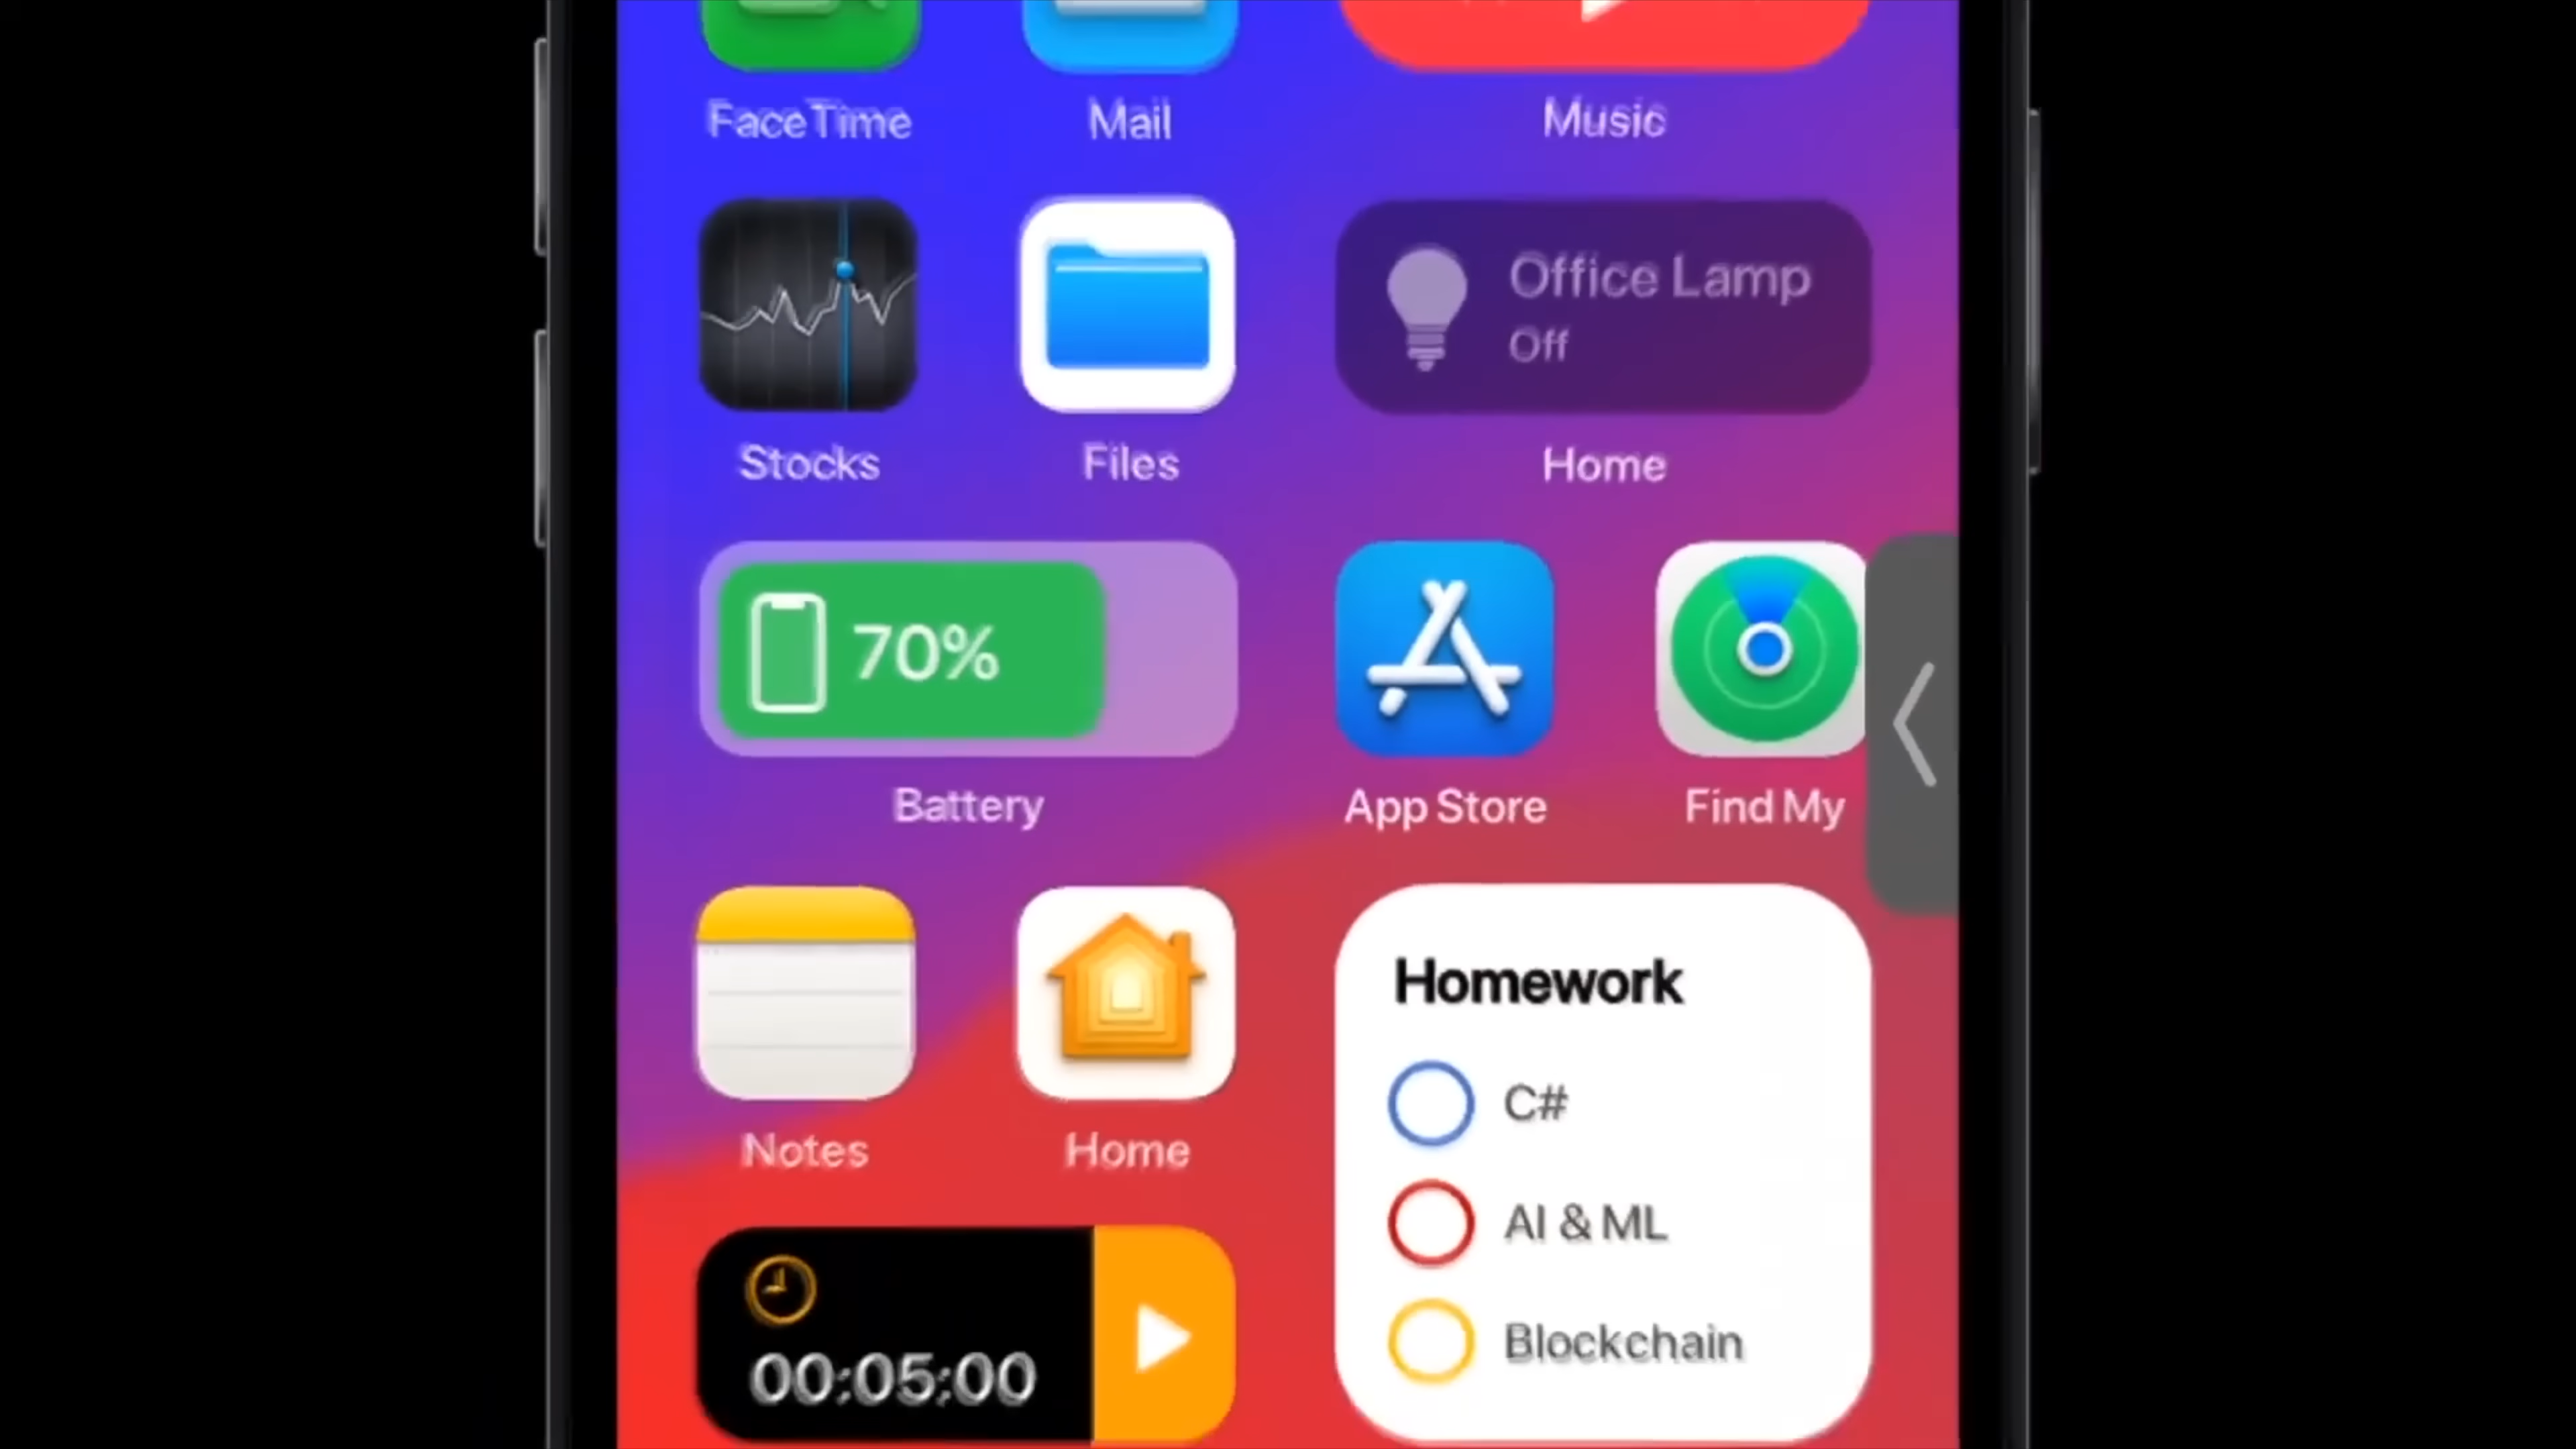 FaceTime
Mail
Music
Office Lamp
Off
Stocks
Files
Home
70%
Battery
App Store
Find My
Homework
C#
AI & ML
Blockchain
Notes
Home
00:05:00